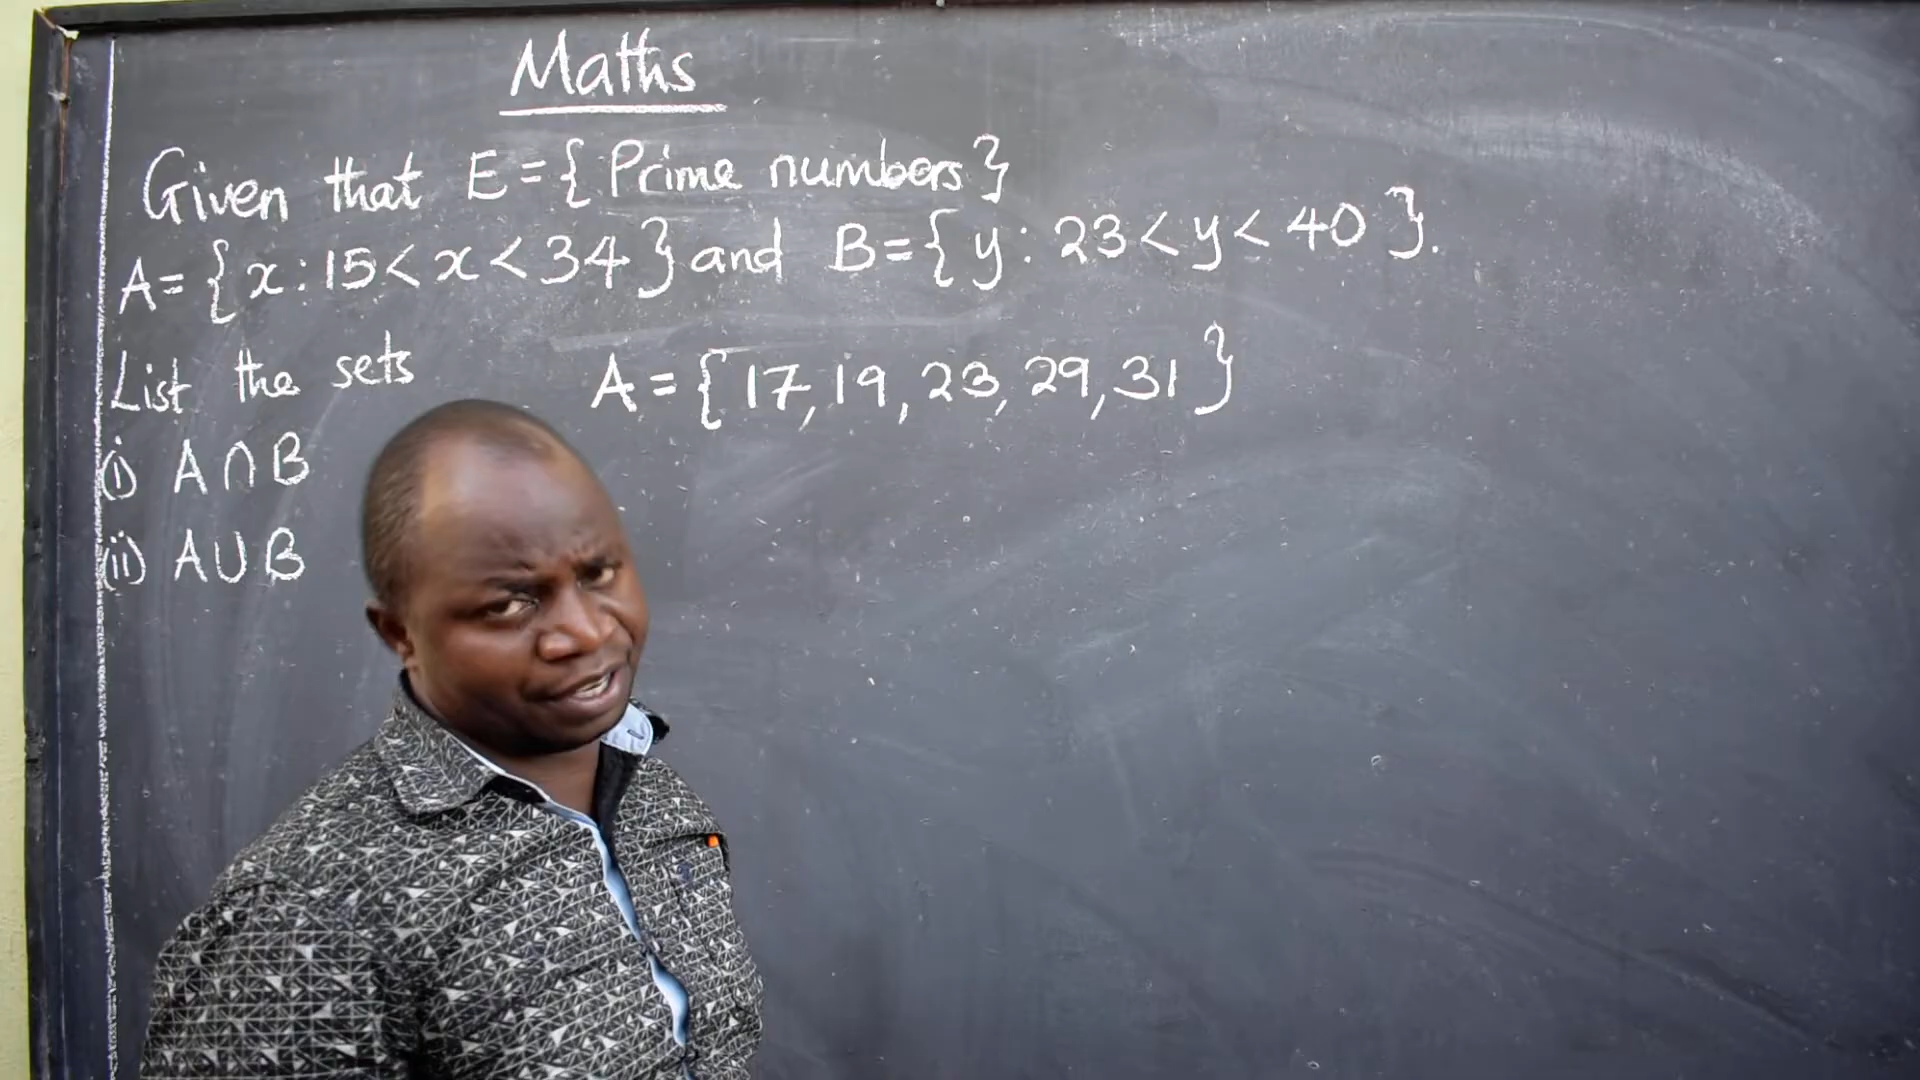 Maths
Given that E={Prime numbers}
A={x:15<x<34} and B={y: 23<y<40}.
List the sets
A={17,19,23,29,31}
(i) A∩B
(ii) A∪B